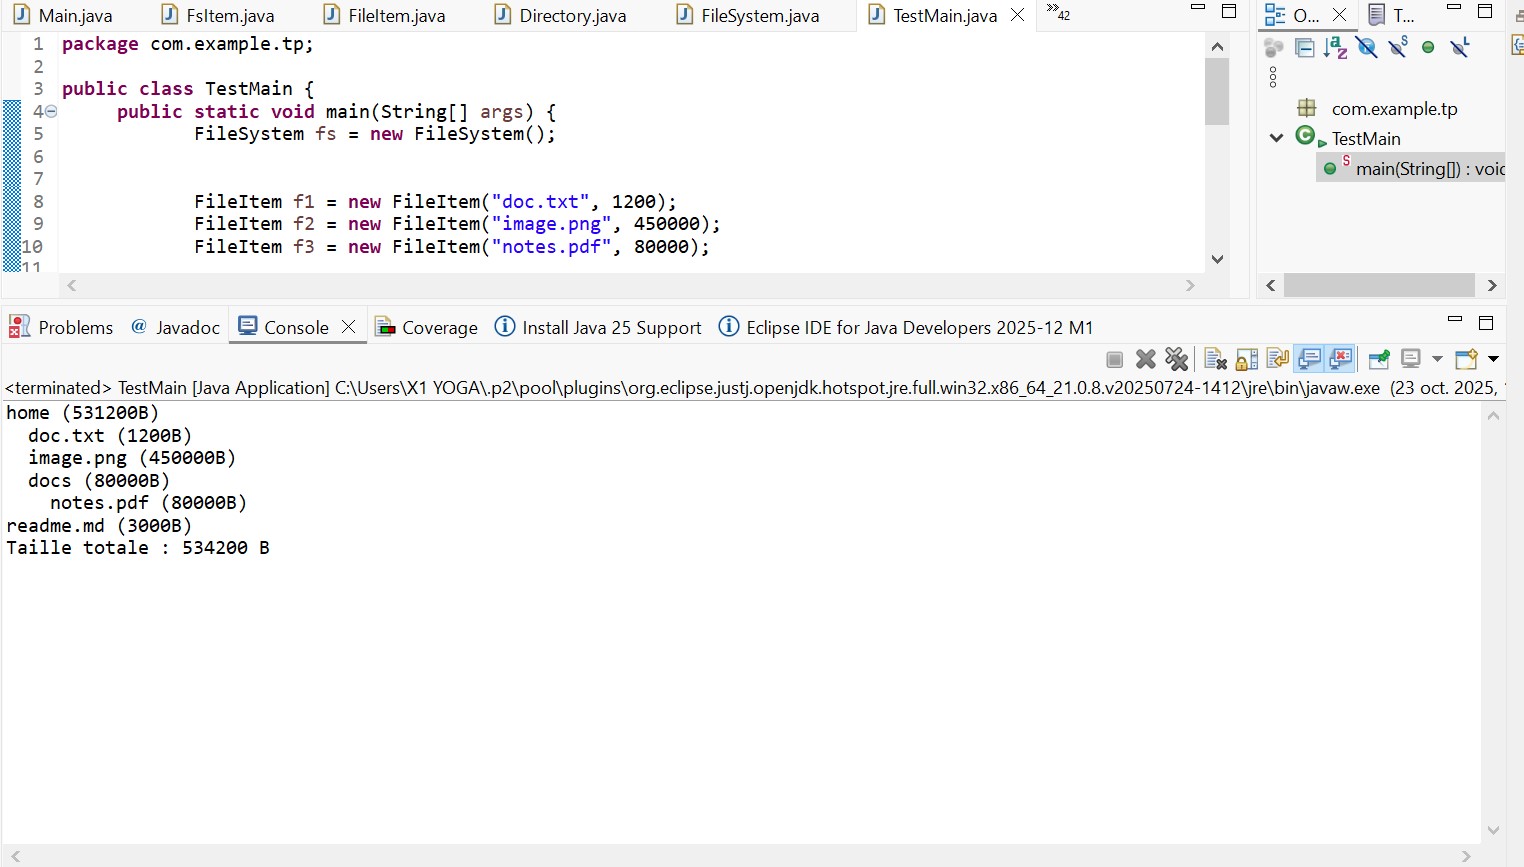 Main.java FsItem.java FileItem.java Directory.java FileSystem.java TestMain.java »42 O... T...
1 package com.example.tp;
2
3 public class TestMain {
4 public static void main(String[] args) {
5 FileSystem fs = new FileSystem();
6
7
8 FileItem f1 = new FileItem("doc.txt", 1200);
9 FileItem f2 = new FileItem("image.png", 450000);
10 FileItem f3 = new FileItem("notes.pdf", 80000);
11
com.example.tp
TestMain
main(String[]) : voic
Problems @ Javadoc Console Coverage Install Java 25 Support Eclipse IDE for Java Developers 2025-12 M1
<terminated> TestMain [Java Application] C:\Users\X1 YOGA\.p2\pool\plugins\org.eclipse.justj.openjdk.hotspot.jre.full.win32.x86_64_21.0.8.v20250724-1412\jre\bin\javaw.exe (23 oct. 2025,
home (531200B)
doc.txt (1200B)
image.png (450000B)
docs (80000B)
notes.pdf (80000B)
readme.md (3000B)
Taille totale : 534200 B